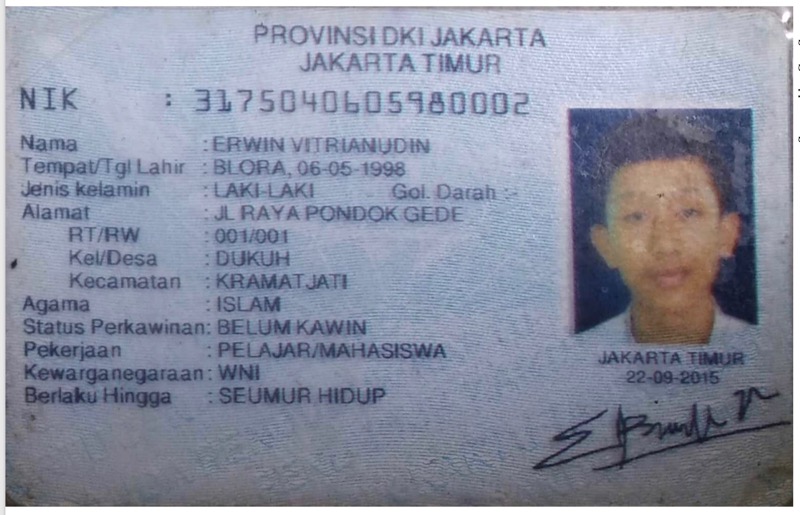 PROVINSI DKI JAKARTA
JAKARTA TIMUR
NIK : 3175040605980002
Nama : ERWIN VITRIANUDIN
Tempat/Tgl Lahir : BLORA, 06-05-1998
Jenis kelamin : LAKI-LAKI Gol. Darah :-
Alamat : JL RAYA PONDOK GEDE
RT/RW : 001/001
Kel/Desa : DUKUH
Kecamatan : KRAMAT JATI
Agama : ISLAM
Status Perkawinan: BELUM KAWIN
Pekerjaan : PELAJAR/MAHASISWA
Kewarganegaraan: WNI
Berlaku Hingga : SEUMUR HIDUP
JAKARTA TIMUR
22-09-2015